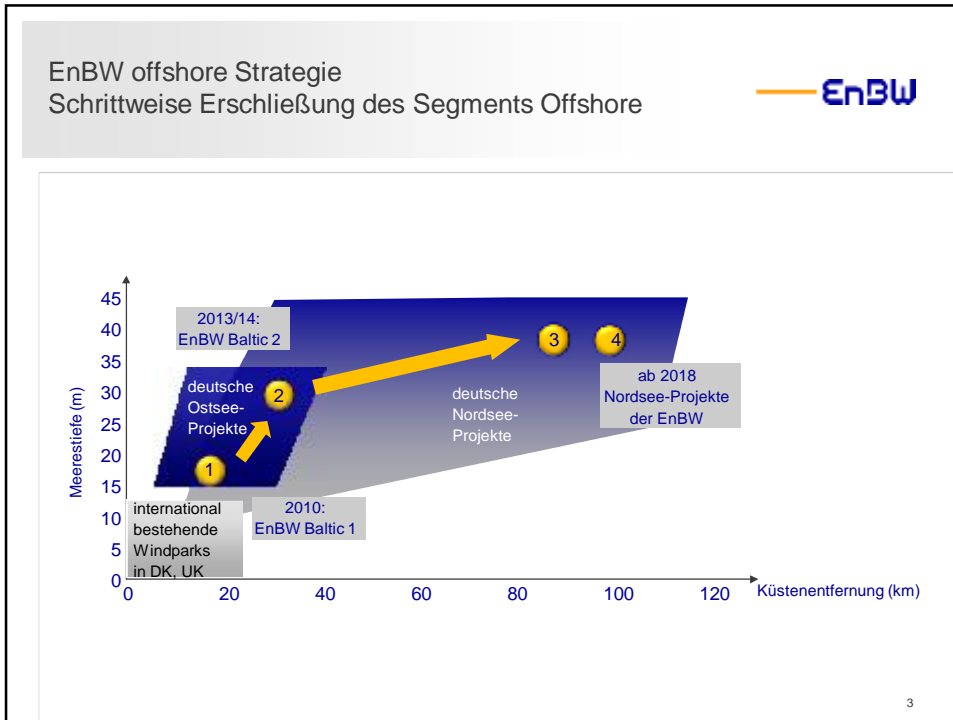 EnBW offshore Strategie
Schrittweise Erschließung des Segments Offshore
EnBW
45
40
35
30
25
20
15
10
5
0
Meerestiefe (m)
2013/14:
EnBW Baltic 2
deutsche
Ostsee-
Projekte
2
1
3
4
deutsche
Nordsee-
Projekte
ab 2018
Nordsee-Projekte
der EnBW
international
bestehende
Windparks
in DK, UK
2010:
EnBW Baltic 1
0 20 40 60 80 100 120
Küstenentfernung (km)
3